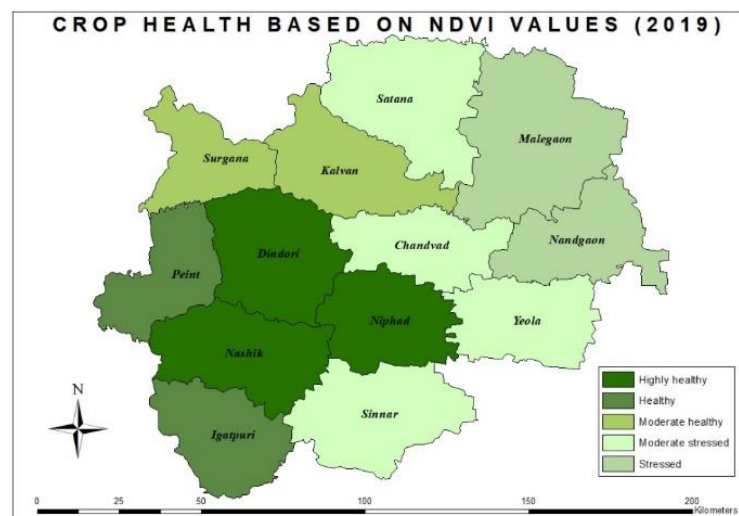 CROP HEALTH BASED ON NDVI VALUES (2019)
Satana
Malegaon
Surgana
Kalvan
Chandvad
Nandgaon
Dindori
Peint
Niphad
Yeola
Nashik
Sinnar
Igatpuri
N
Highly healthy
Healthy
Moderate healthy
Moderate stressed
Stressed
0 25 50 100 150 200
Kilometers